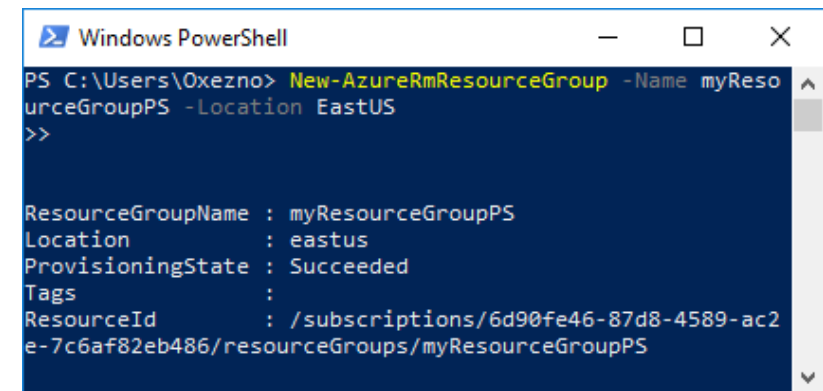 Windows PowerShell
PS C:\Users\Oxezno> New-AzureRmResourceGroup -Name myReso
urceGroupPS -Location EastUS
>>
ResourceGroupName : myResourceGroupPS
Location          : eastus
ProvisioningState : Succeeded
Tags              :
ResourceId        : /subscriptions/6d90fe46-87d8-4589-ac2
e-7c6af82eb486/resourceGroups/myResourceGroupPS